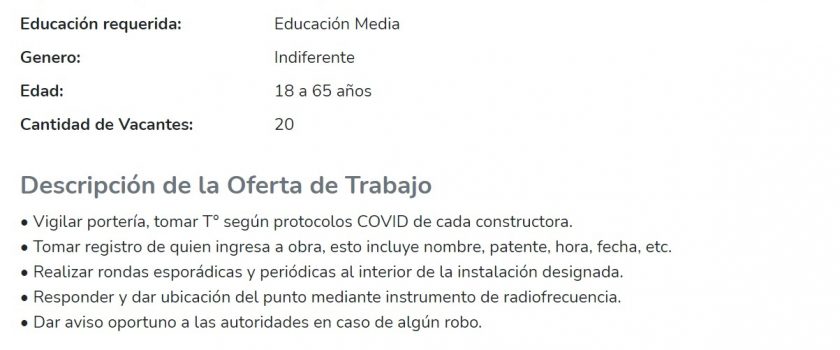 Educación requerida: Educación Media
Genero: Indiferente
Edad: 18 a 65 años
Cantidad de Vacantes: 20
Descripción de la Oferta de Trabajo
• Vigilar portería, tomar T° según protocolos COVID de cada constructora.
• Tomar registro de quien ingresa a obra, esto incluye nombre, patente, hora, fecha, etc.
• Realizar rondas esporádicas y periódicas al interior de la instalación designada.
• Responder y dar ubicación del punto mediante instrumento de radiofrecuencia.
• Dar aviso oportuno a las autoridades en caso de algún robo.